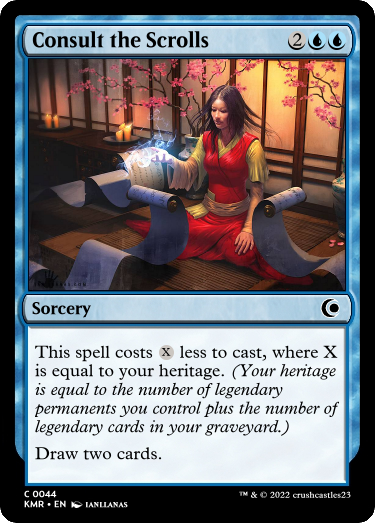 Consult the Scrolls 2
Sorcery
This spell costs X less to cast, where X
is equal to your heritage. (Your heritage
is equal to the number of legendary
permanents you control plus the number of
legendary cards in your graveyard.)
Draw two cards.
C 0044
KMR • EN IANLLANAS
™ & © 2022 crushcastles23